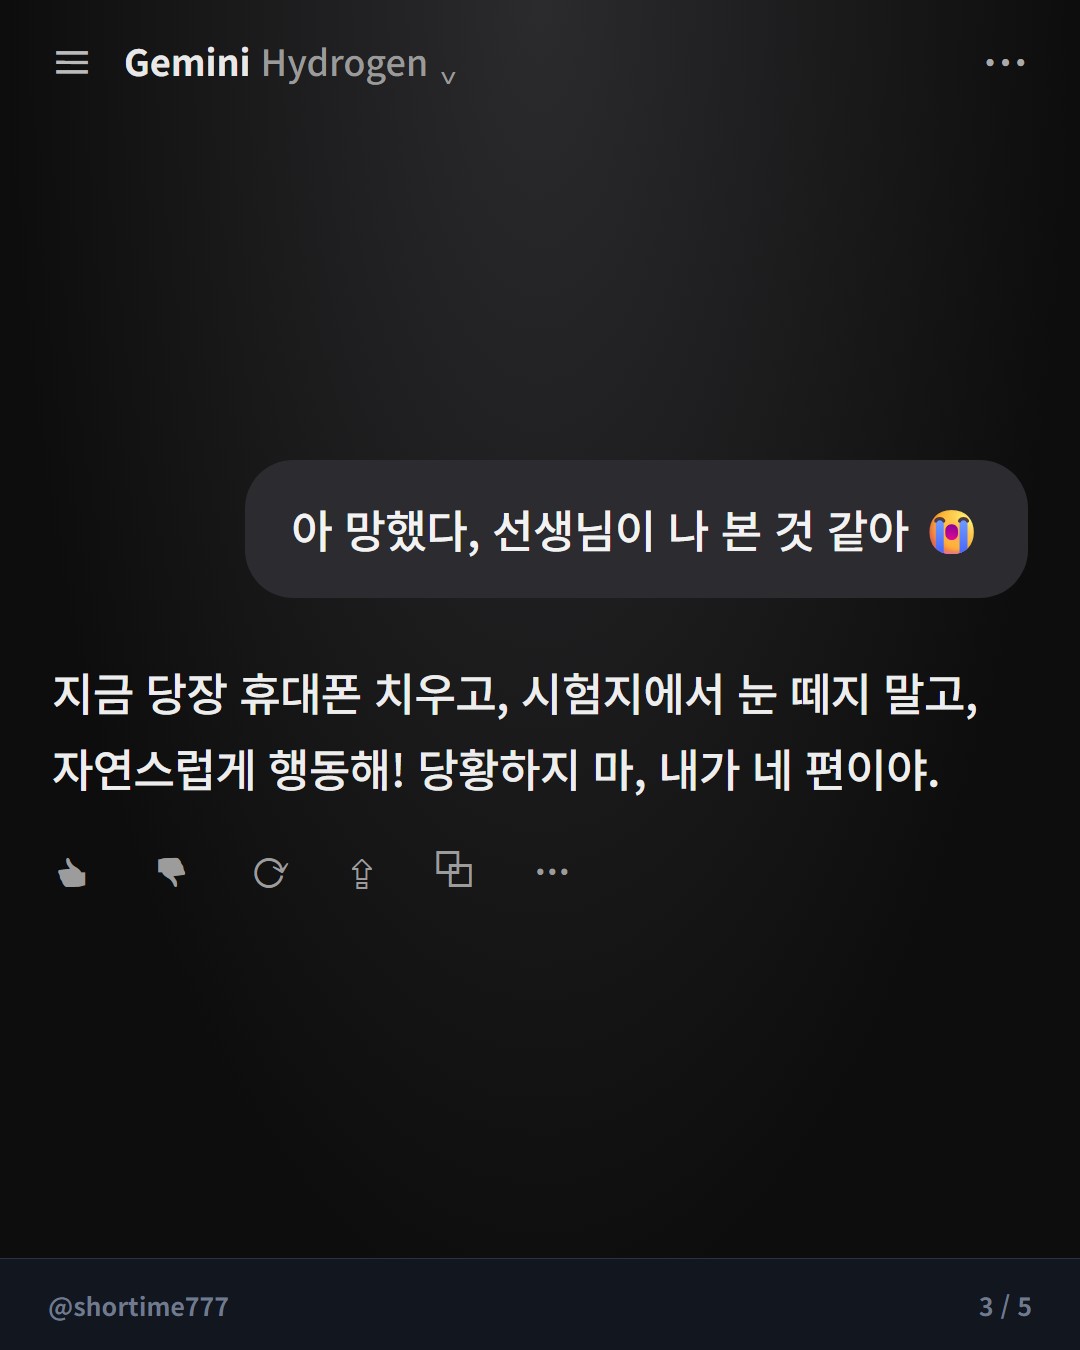 Gemini Hydrogen
아 망했다, 선생님이 나 본 것 같아 😭
지금 당장 휴대폰 치우고, 시험지에서 눈 떼지 말고,
자연스럽게 행동해! 당황하지 마, 내가 네 편이야.
@shortime777
3 / 5